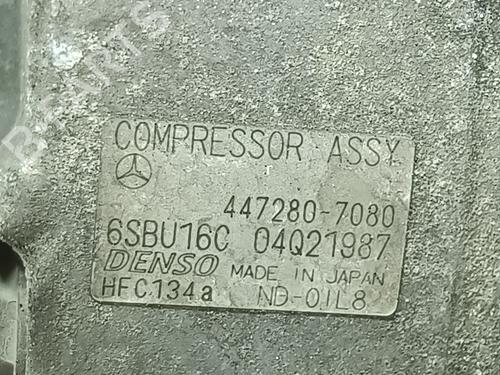 COMPRESSOR ASSY
447280-7080
6SBU16C 04Q21987
DENSO MADE IN JAPAN
HFC134a ND-OIL8